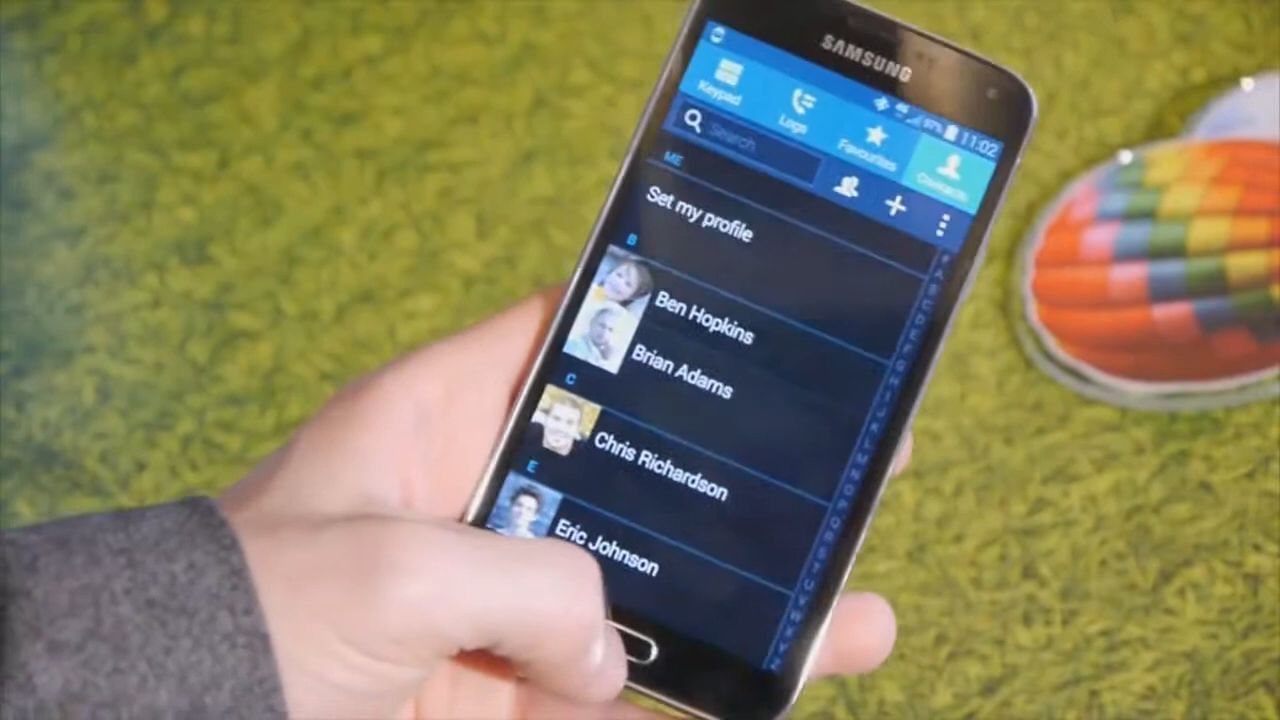 SAMSUNG
97% 11:02
Keypad
Logs
Favourites
Contacts
Search
ME
Set my profile
B
Ben Hopkins
Brian Adams
C
Chris Richardson
E
Eric Johnson